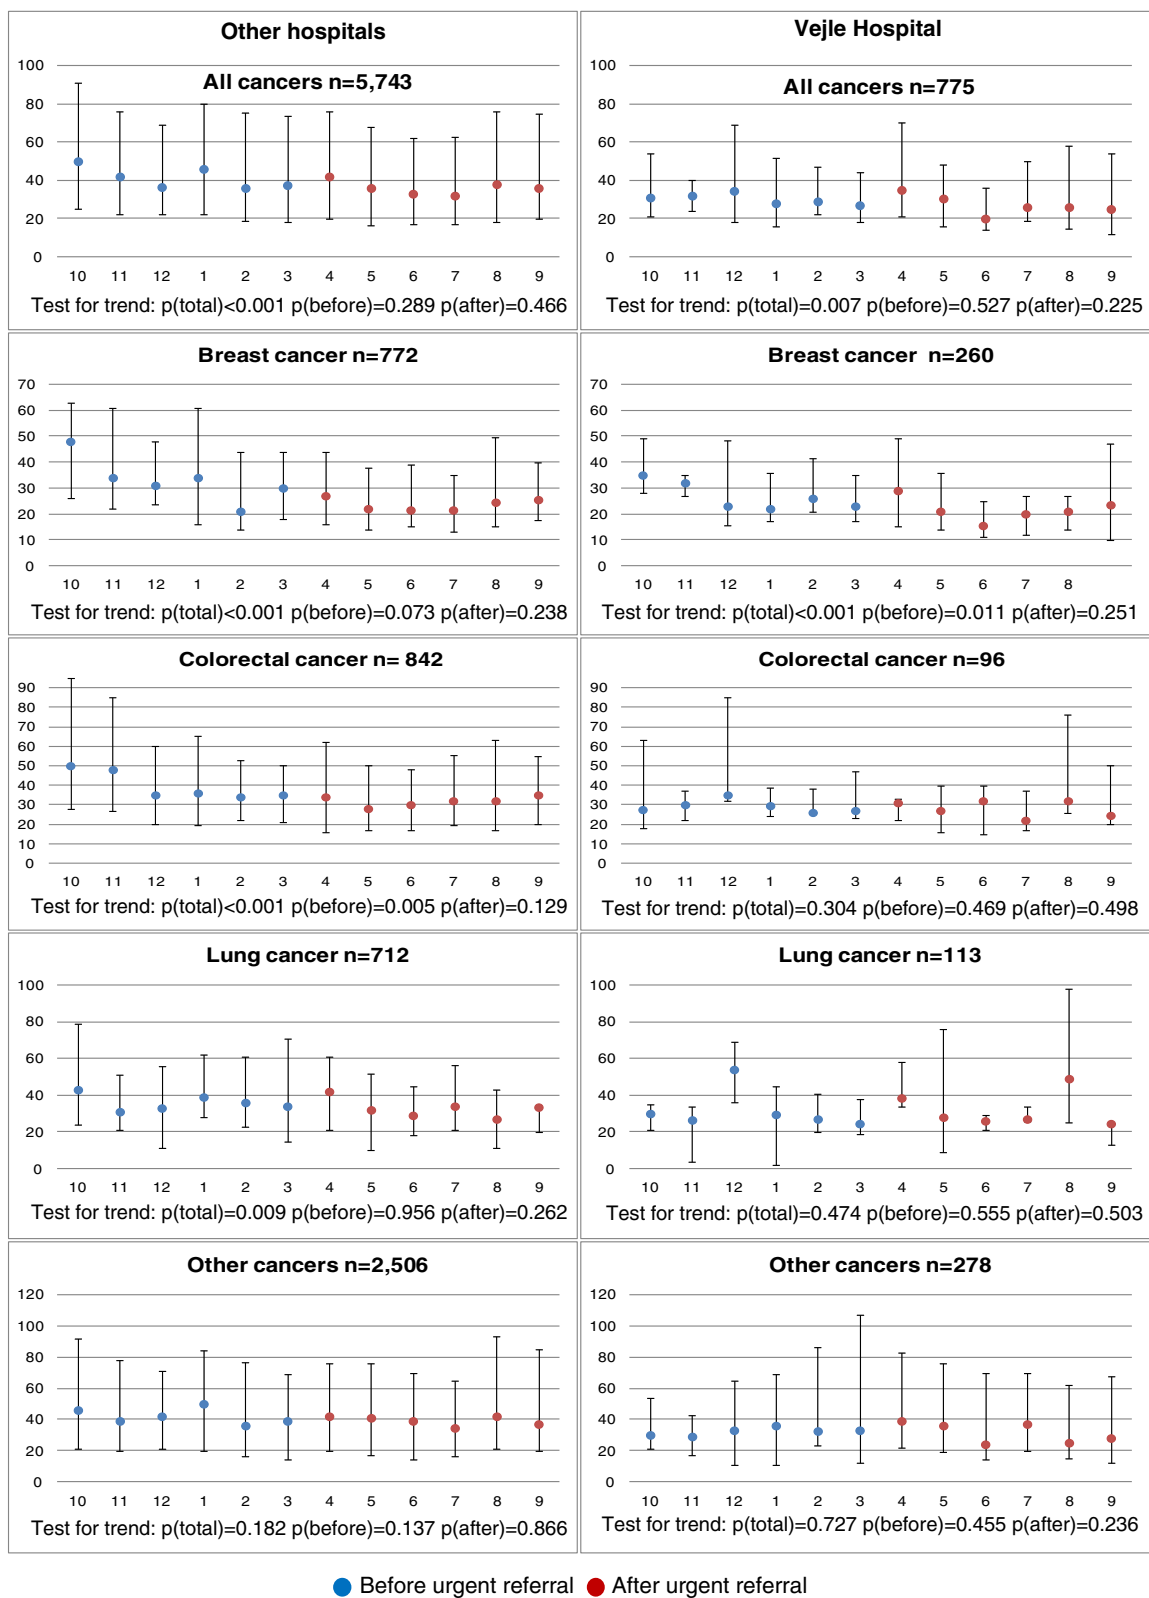 Other hospitals
All cancers n=5,743
100
80
60
40
20
0
10 11 12 1 2 3 4 5 6 7 8 9
Test for trend: p(total)<0.001 p(before)=0.289 p(after)=0.466
Vejle Hospital
All cancers n=775
100
80
60
40
20
0
10 11 12 1 2 3 4 5 6 7 8 9
Test for trend: p(total)=0.007 p(before)=0.527 p(after)=0.225
Breast cancer n=772
70
60
50
40
30
20
10
0
10 11 12 1 2 3 4 5 6 7 8 9
Test for trend: p(total)<0.001 p(before)=0.073 p(after)=0.238
Breast cancer n=260
70
60
50
40
30
20
10
0
10 11 12 1 2 3 4 5 6 7 8
Test for trend: p(total)<0.001 p(before)=0.011 p(after)=0.251
Colorectal cancer n= 842
90
80
70
60
50
40
30
20
10
0
10 11 12 1 2 3 4 5 6 7 8 9
Test for trend: p(total)<0.001 p(before)=0.005 p(after)=0.129
Colorectal cancer n=96
90
80
70
60
50
40
30
20
10
0
10 11 12 1 2 3 4 5 6 7 8 9
Test for trend: p(total)=0.304 p(before)=0.469 p(after)=0.498
Lung cancer n=712
100
80
60
40
20
0
10 11 12 1 2 3 4 5 6 7 8 9
Test for trend: p(total)=0.009 p(before)=0.956 p(after)=0.262
Lung cancer n=113
100
80
60
40
20
0
10 11 12 1 2 3 4 5 6 7 8 9
Test for trend: p(total)=0.474 p(before)=0.555 p(after)=0.503
Other cancers n=2,506
120
100
80
60
40
20
0
10 11 12 1 2 3 4 5 6 7 8 9
Test for trend: p(total)=0.182 p(before)=0.137 p(after)=0.866
Other cancers n=278
120
100
80
60
40
20
0
10 11 12 1 2 3 4 5 6 7 8 9
Test for trend: p(total)=0.727 p(before)=0.455 p(after)=0.236
Before urgent referral After urgent referral